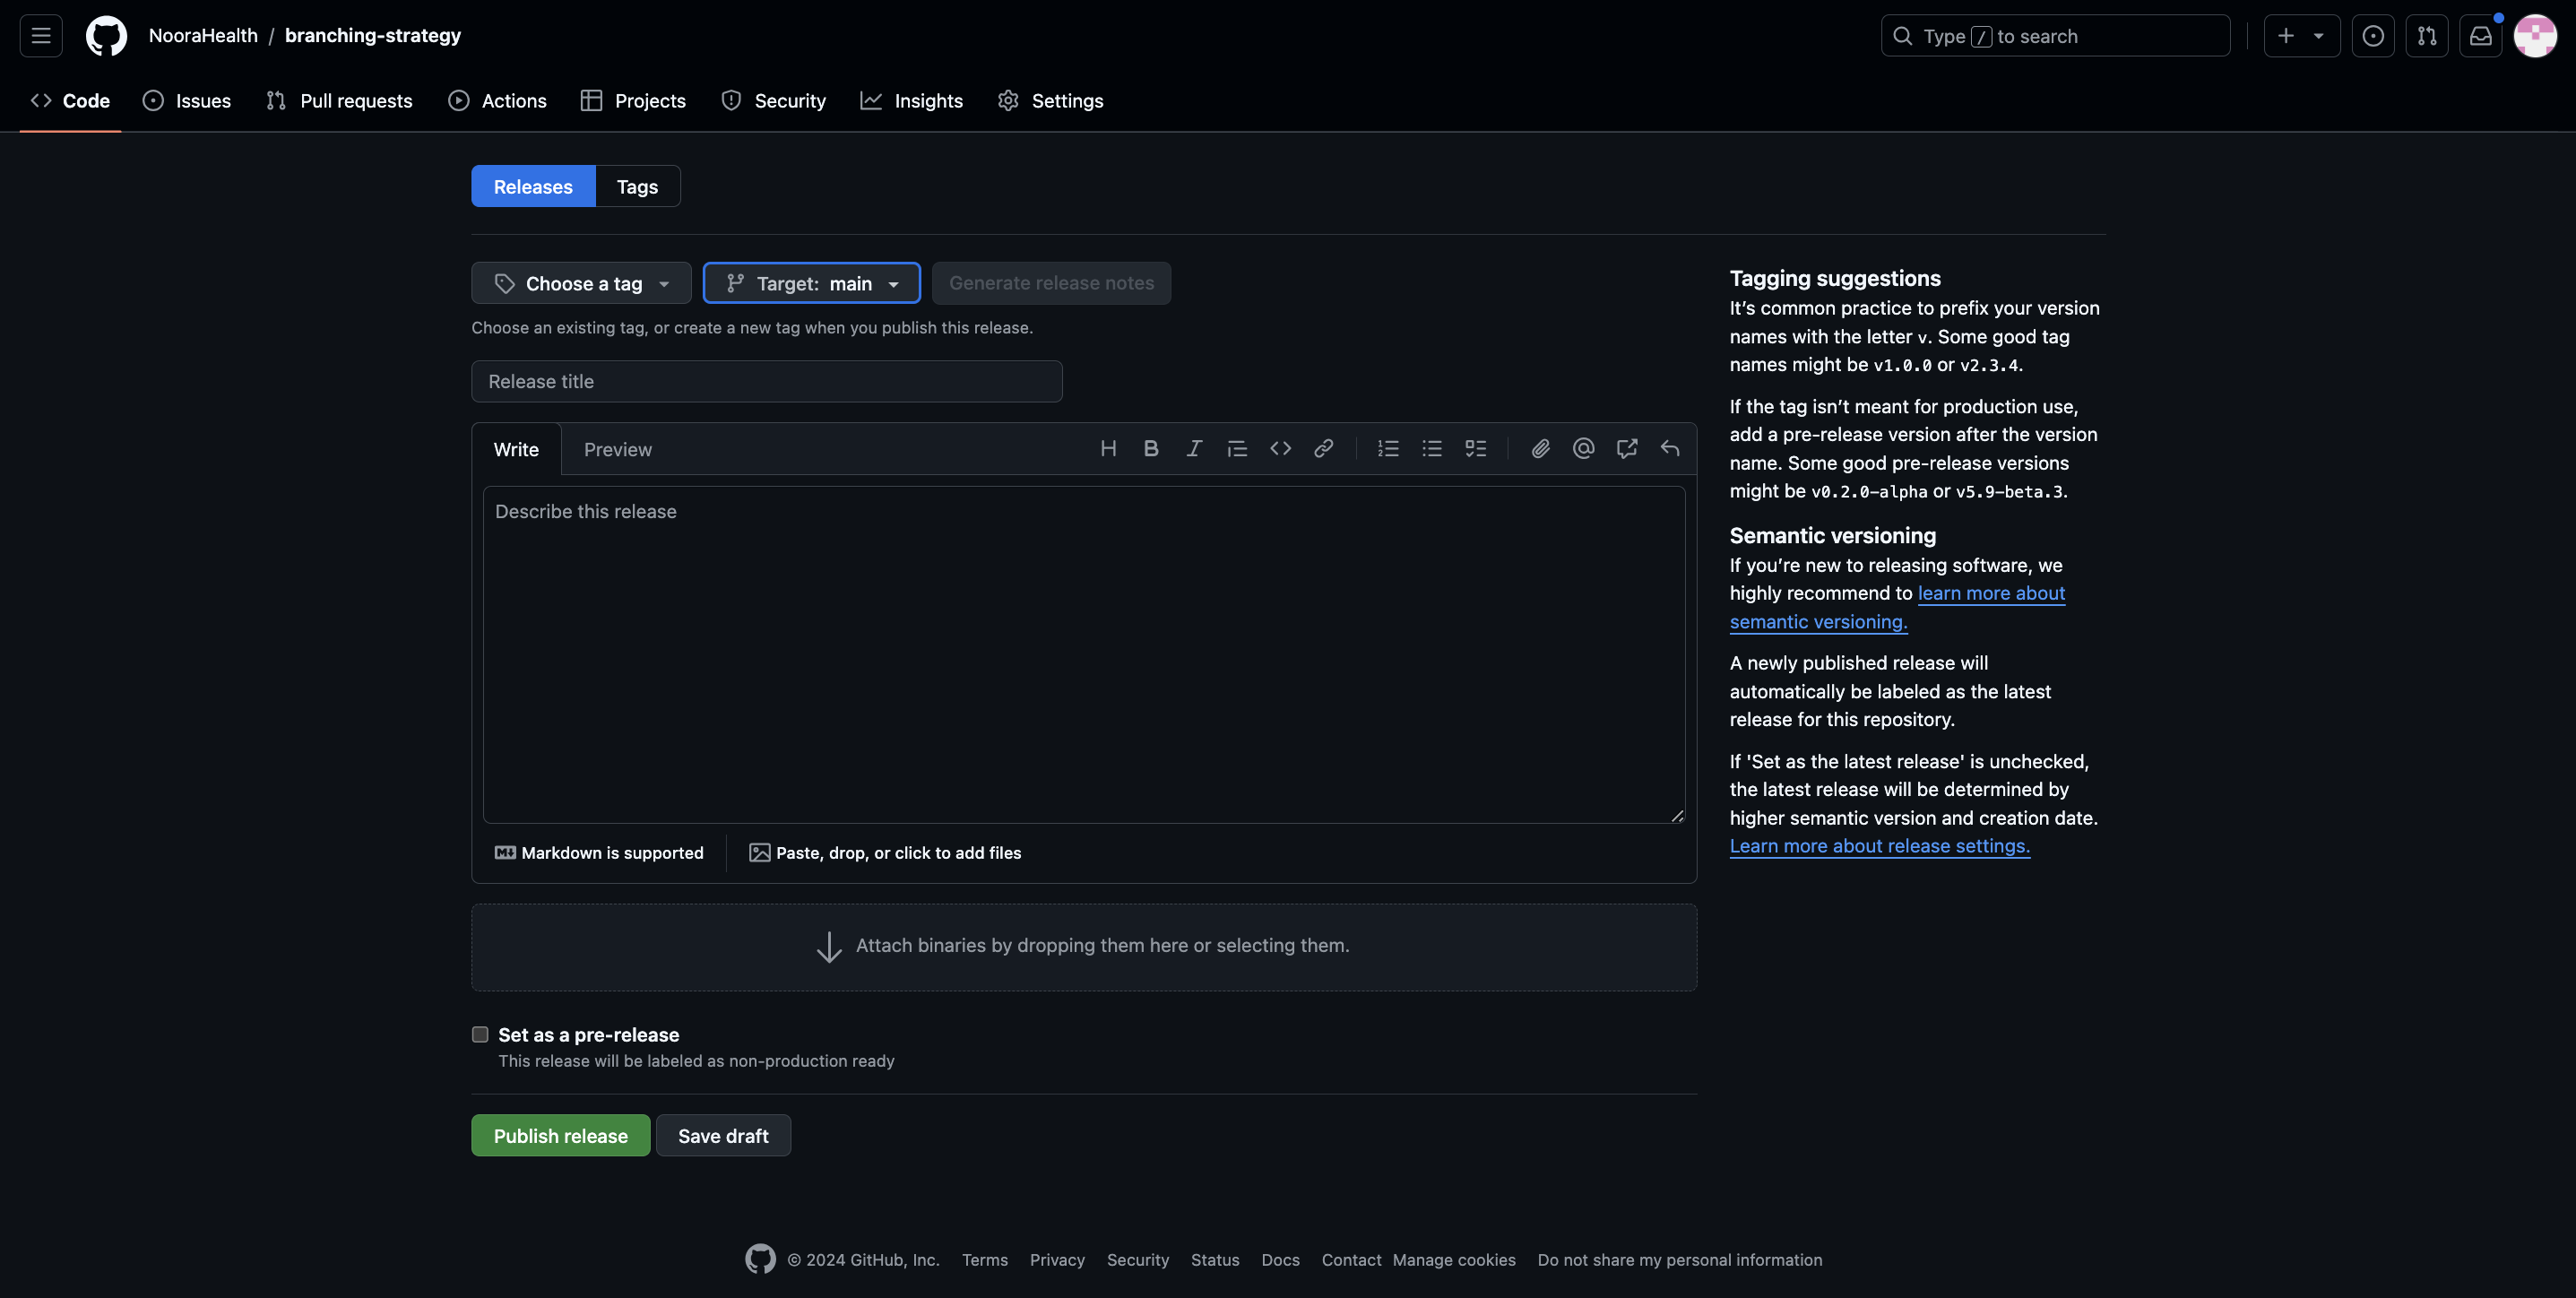 NooraHealth / branching-strategy
Type / to search
Code
Issues
Pull requests
Actions
Projects
Security
Insights
Settings
Releases
Tags
Choose a tag
Target: main
Generate release notes
Choose an existing tag, or create a new tag when you publish this release.
Release title
Write
Preview
Describe this release
Markdown is supported
Paste, drop, or click to add files
Attach binaries by dropping them here or selecting them.
Set as a pre-release
This release will be labeled as non-production ready
Publish release
Save draft
Tagging suggestions
It’s common practice to prefix your version
names with the letter v. Some good tag
names might be v1.0.0 or v2.3.4.
If the tag isn’t meant for production use,
add a pre-release version after the version
name. Some good pre-release versions
might be v0.2.0-alpha or v5.9-beta.3.
Semantic versioning
If you’re new to releasing software, we
highly recommend to learn more about
semantic versioning.
A newly published release will
automatically be labeled as the latest
release for this repository.
If 'Set as the latest release' is unchecked,
the latest release will be determined by
higher semantic version and creation date.
Learn more about release settings.
© 2024 GitHub, Inc.
Terms
Privacy
Security
Status
Docs
Contact
Manage cookies
Do not share my personal information